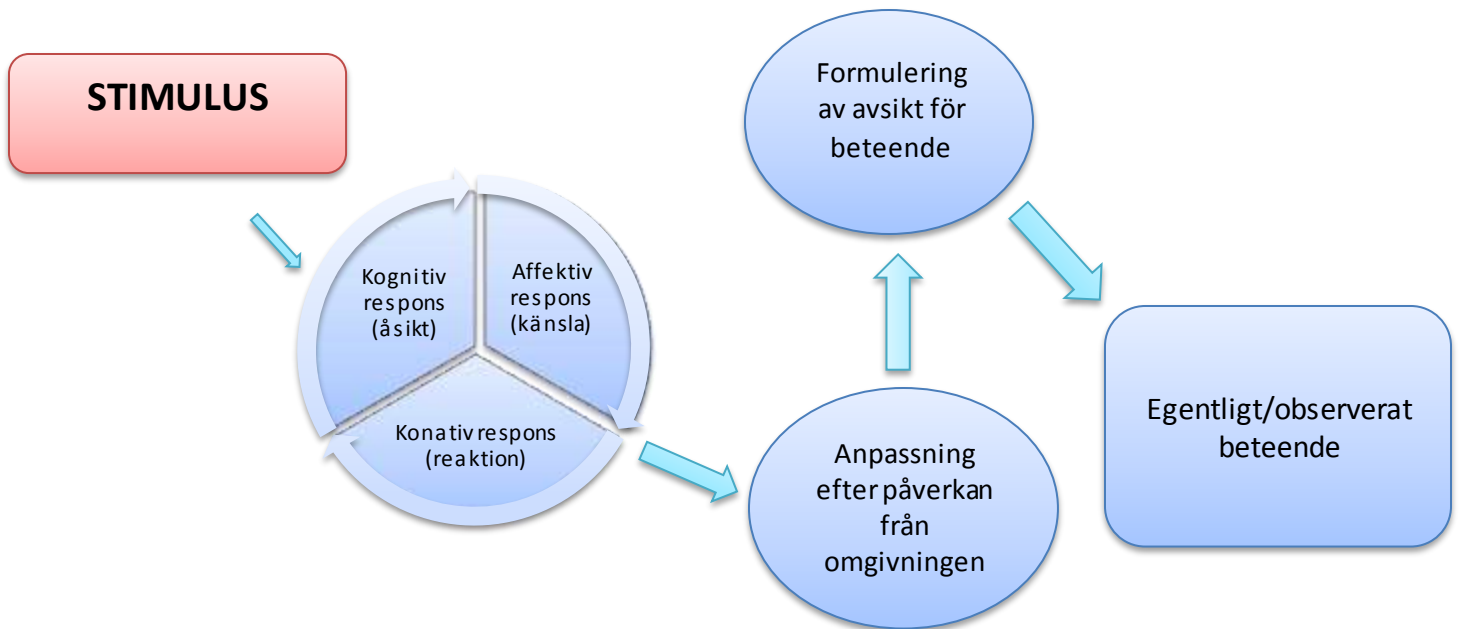 STIMULUS
Kognitiv
respons
(åsikt)
Affektiv
respons
(känsla)
Konativ respons
(reaktion)
Anpassning
efter påverkan
från
omgivningen
Formulering
av avsikt för
beteende
Egentligt/observerat
beteende